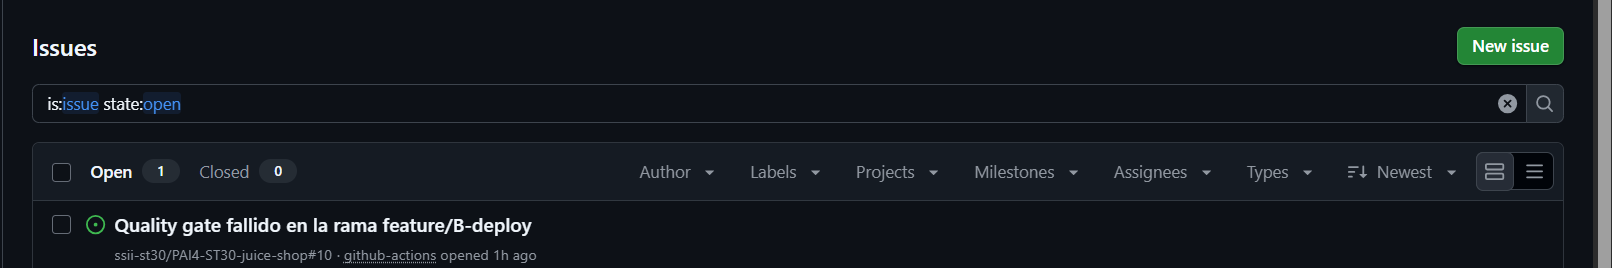 Issues
New issue
is:issue state:open
Open 1 Closed 0 Author Labels Projects Milestones Assignees Types Newest
Quality gate fallido en la rama feature/B-deploy
ssii-st30/PAI4-ST30-juice-shop#10 · github-actions opened 1h ago